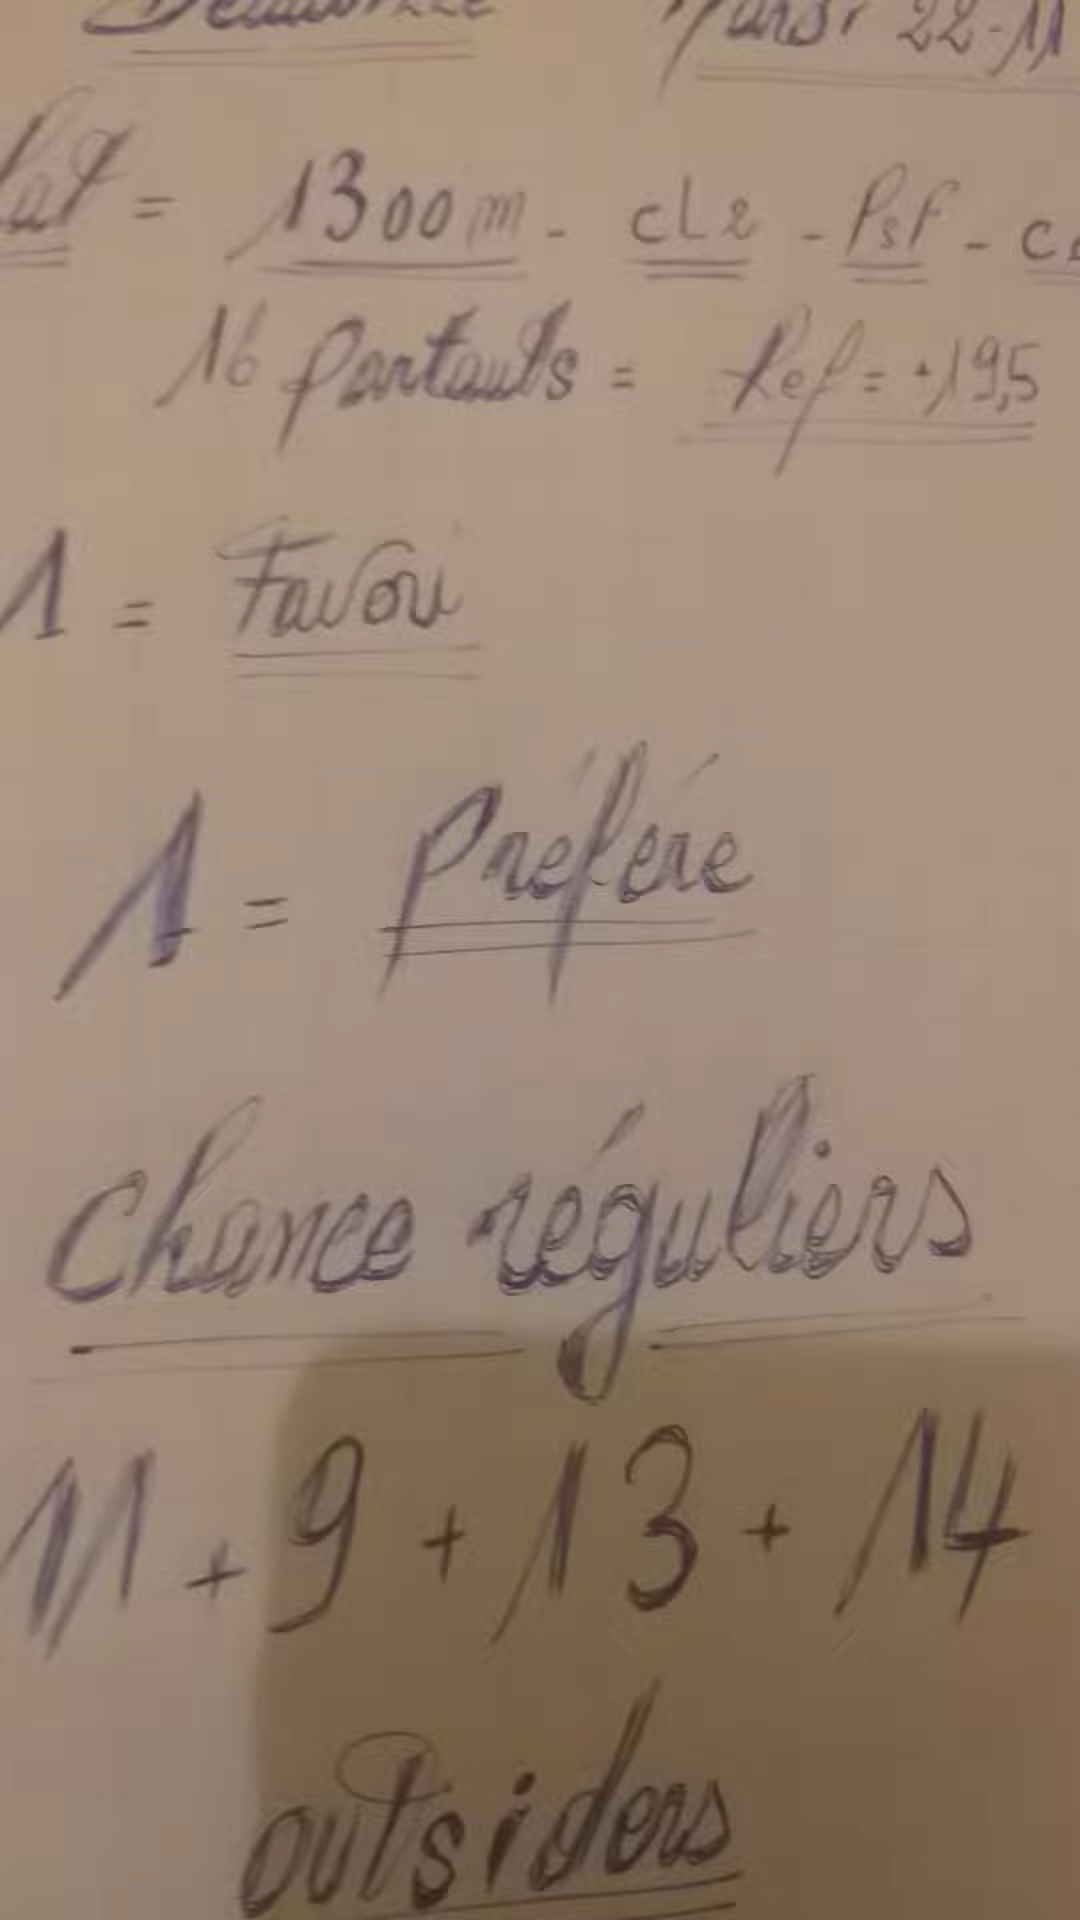 22-11
= 1300m - cL2 - PsF -
16 Partants = Ref = +19,5
1 = Favori
1 = Préféré
Chance réguliers
11 + 9 + 13 + 14
outsiders